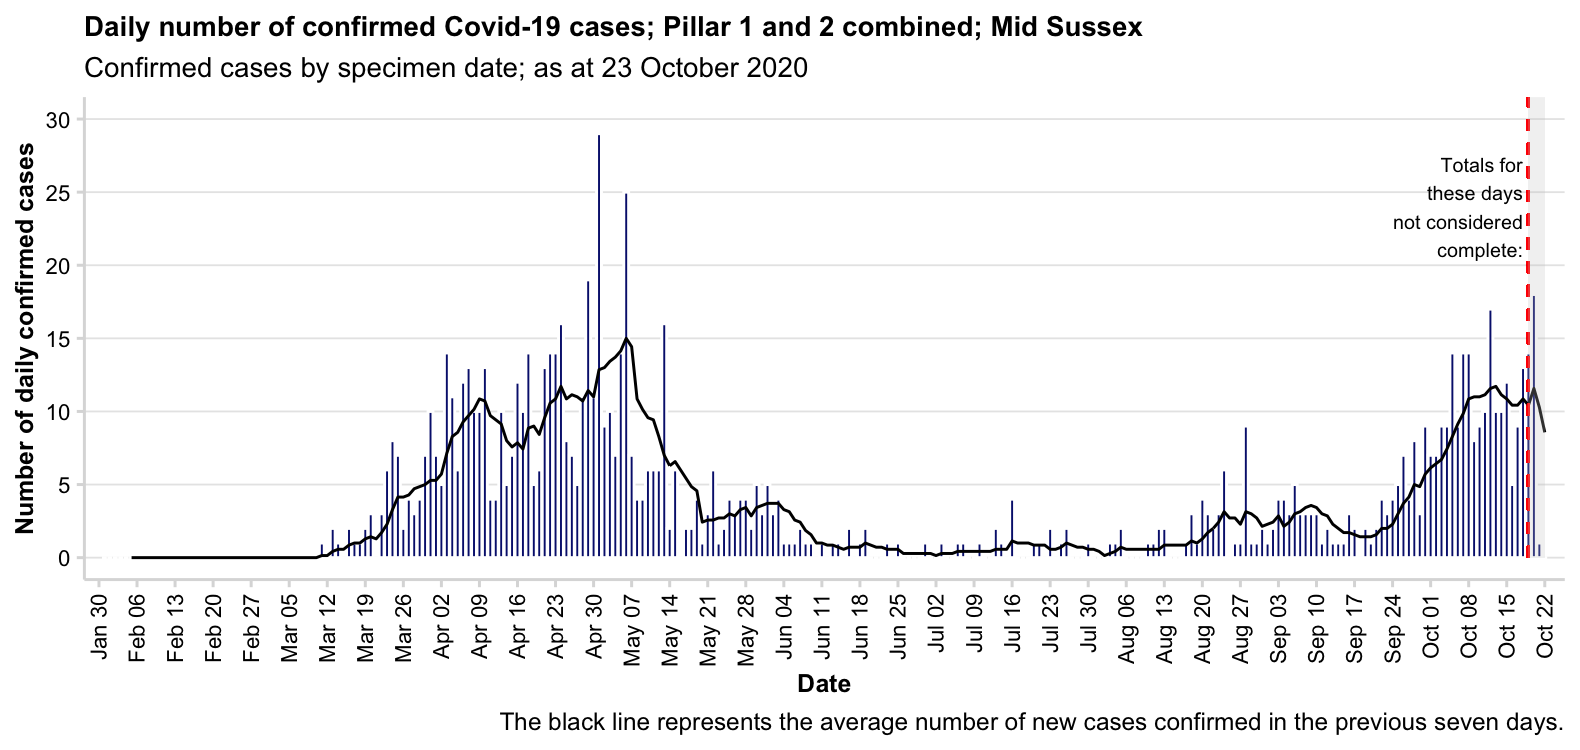 Daily number of confirmed Covid-19 cases; Pillar 1 and 2 combined; Mid Sussex
Confirmed cases by specimen date; as at 23 October 2020
Number of daily confirmed cases
30
25
20
15
10
5
0
Totals for
these days
not considered
complete:
Jan 30
Feb 06
Feb 13
Feb 20
Feb 27
Mar 05
Mar 12
Mar 19
Mar 26
Apr 02
Apr 09
Apr 16
Apr 23
Apr 30
May 07
May 14
May 21
May 28
Jun 04
Jun 11
Jun 18
Jun 25
Jul 02
Jul 09
Jul 16
Jul 23
Jul 30
Aug 06
Aug 13
Aug 20
Aug 27
Sep 03
Sep 10
Sep 17
Sep 24
Oct 01
Oct 08
Oct 15
Oct 22
Date
The black line represents the average number of new cases confirmed in the previous seven days.